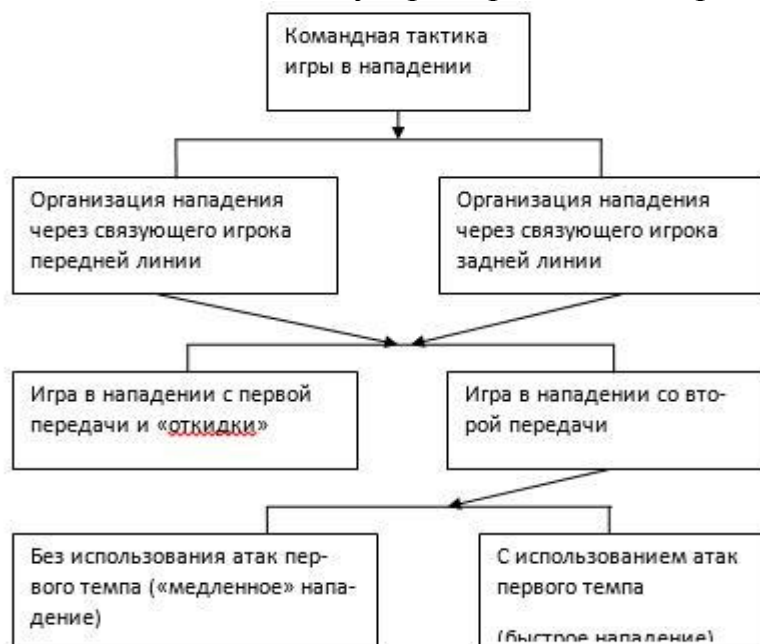 Командная тактика
игры в нападении
Организация нападения
через связующего игрока
передней линии
Организация нападения
через связующего игрока
задней линии
Игра в нападении с первой
передачи и «откидки»
Игра в нападении со вто-
рой передачи
Без использования атак пер-
вого темпа («медленное» напа-
дение)
С использованием атак
первого темпа
(быстрое нападение)